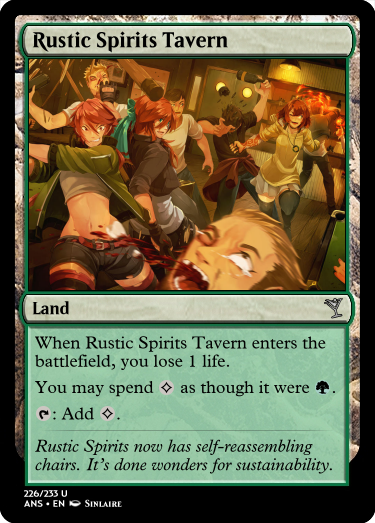 Rustic Spirits Tavern
Land
When Rustic Spirits Tavern enters the
battlefield, you lose 1 life.
You may spend ◇ as though it were 🌳.
↷: Add ◇.
Rustic Spirits now has self-reassembling
chairs. It's done wonders for sustainability.
226/233 U
ANS • EN Sinlaire